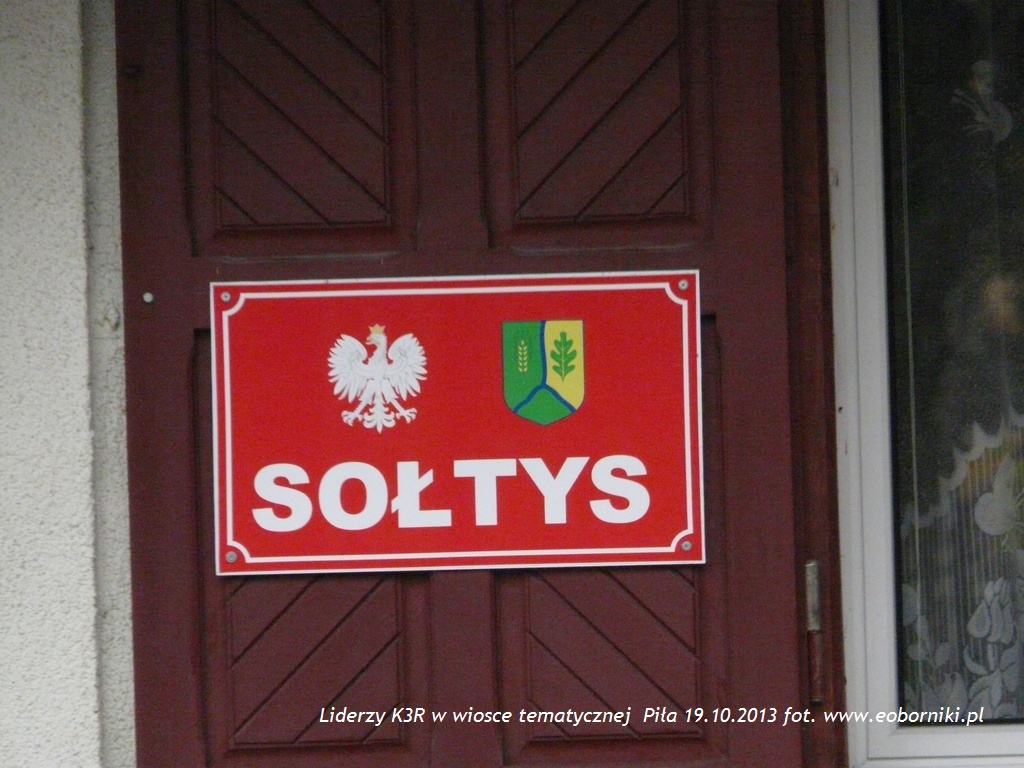 SOŁTYS
Liderzy K3R w wiosce tematycznej Piła 19.10.2013 fot. www.eoborniki.pl